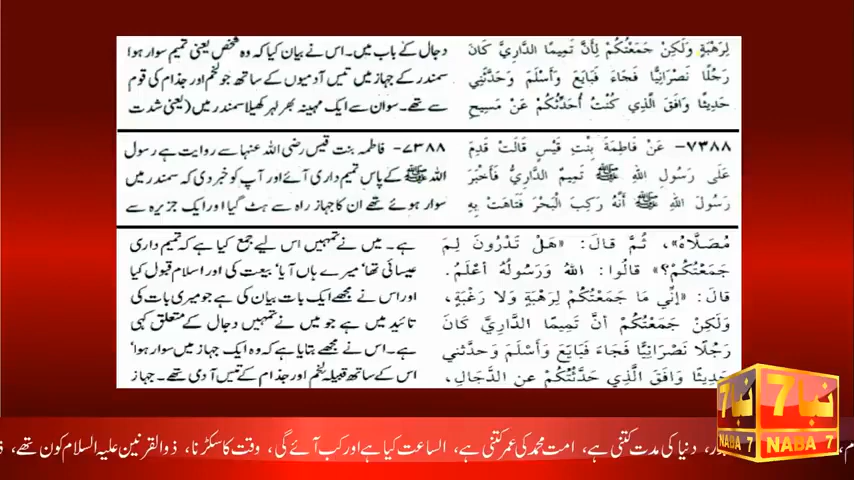 لِرَهْبَةٍ وَلَكِنْ جَمَعْتُكُمْ لِأَنَّ تَمِيمًا الدَّارِيَّ كَانَ
رَجُلًا نَصْرَانِيًّا فَجَاءَ فَبَايَعَ وَأَسْلَمَ وَحَدَّثَنِي
حَدِيثًا وَافَقَ الَّذِي كُنْتُ أُحَدِّثُكُمْ عَنْ مَسِيحِ
دجال کے باب میں۔ اس نے بیان کیا کہ وہ شخص یعنی تمیم سوار ہوا
سمندر کے جہاز میں تیس آدمیوں کے ساتھ جو لخم اور جذام کی قوم
سے تھے۔ سو ان سے ایک مہینہ بھر لہر کھیلا سمندر میں (یعنی شدت
٧٣٨٨- عَنْ فَاطِمَةَ بِنْتِ قَيْسٍ قَالَتْ قَدِمَ
عَلَى رَسُولِ اللهِ ﷺ تَمِيمٌ الدَّارِيُّ فَأَخْبَرَ
رَسُولَ اللهِ ﷺ أَنَّهُ رَكِبَ الْبَحْرَ فَتَاهَتْ بِهِ
٧٣٨٨- فاطمہ بنت قیس رضی اللہ عنہا سے روایت ہے رسول
اللہ ﷺ کے پاس تمیم داری آئے اور آپ کو خبر دی کہ سمندر میں
سوار ہوئے تھے ان کا جہاز راہ سے ہٹ گیا اور ایک جزیرہ سے
مُصَلَّاهُ»، ثُمَّ قَالَ: «هَلْ تَدْرُونَ لِمَ
جَمَعْتُكُمْ؟» قَالُوا: اللهُ وَرَسُولُهُ أَعْلَمُ.
قَالَ: «إِنِّي مَا جَمَعْتُكُمْ لِرَهْبَةٍ وَلَا رَغْبَةٍ،
وَلَكِنْ جَمَعْتُكُمْ أَنَّ تَمِيمًا الدَّارِيَّ كَانَ
رَجُلًا نَصْرَانِيًّا فَجَاءَ فَبَايَعَ وَأَسْلَمَ وَحَدَّثَنِي
حَدِيثًا وَافَقَ الَّذِي حَدَّثْتُكُمْ عَنِ الدَّجَّالِ،
ہے۔ میں نے تمہیں اس لیے جمع کیا ہے کہ تمیم داری
عیسائی تھا' میرے ہاں آیا' بیعت کی اور اسلام قبول کیا
اور اس نے مجھے ایک بات بیان کی ہے جو میری بات کی
تائید میں ہے جو میں نے تمہیں دجال کے متعلق کہی
ہے۔ اس نے مجھے بتایا ہے کہ وہ ایک جہاز میں سوار ہوا'
اس کے ساتھ قبیلہ لخم اور جذام کے تیس آدمی تھے۔ جہاز
نبأ 7
NABA 7
دنیا کی مدت کتنی ہے، امت محمد کی عمر کتنی ہے، الساعت کیا ہے اور کب آئے گی، وقت کا سکڑنا، ذوالقرنین علیہ السلام کون تھے،